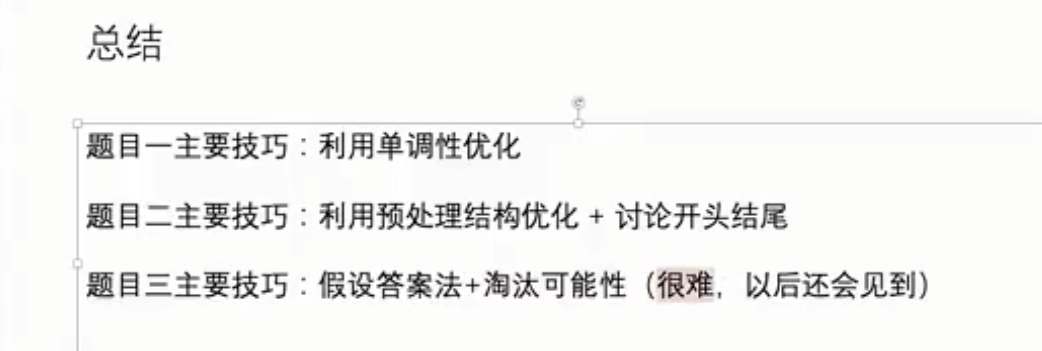 总结
题目一主要技巧：利用单调性优化
题目二主要技巧：利用预处理结构优化 + 讨论开头结尾
题目三主要技巧：假设答案法+淘汰可能性（很难，以后还会见到）